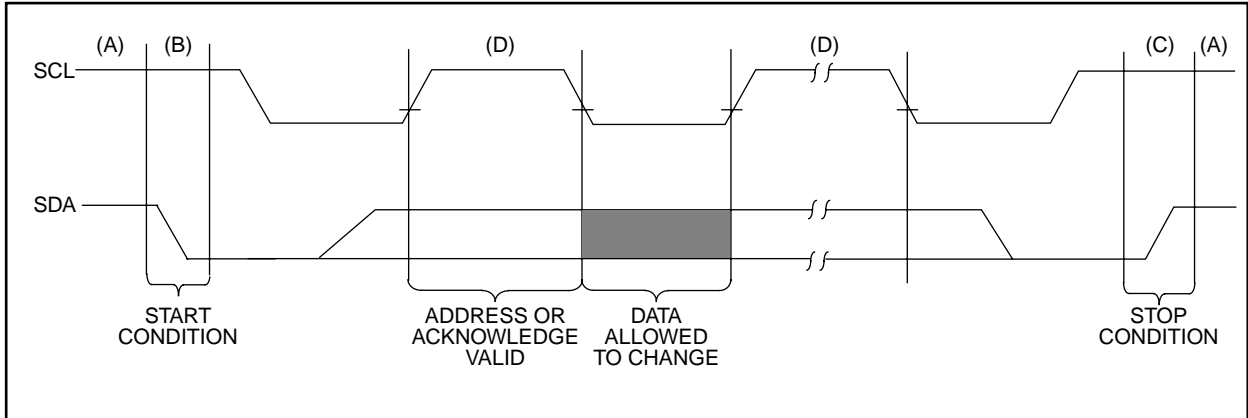 (A) (B) (D) (D) (C) (A)
SCL
SDA
START
CONDITION
ADDRESS OR
ACKNOWLEDGE
VALID
DATA
ALLOWED
TO CHANGE
STOP
CONDITION